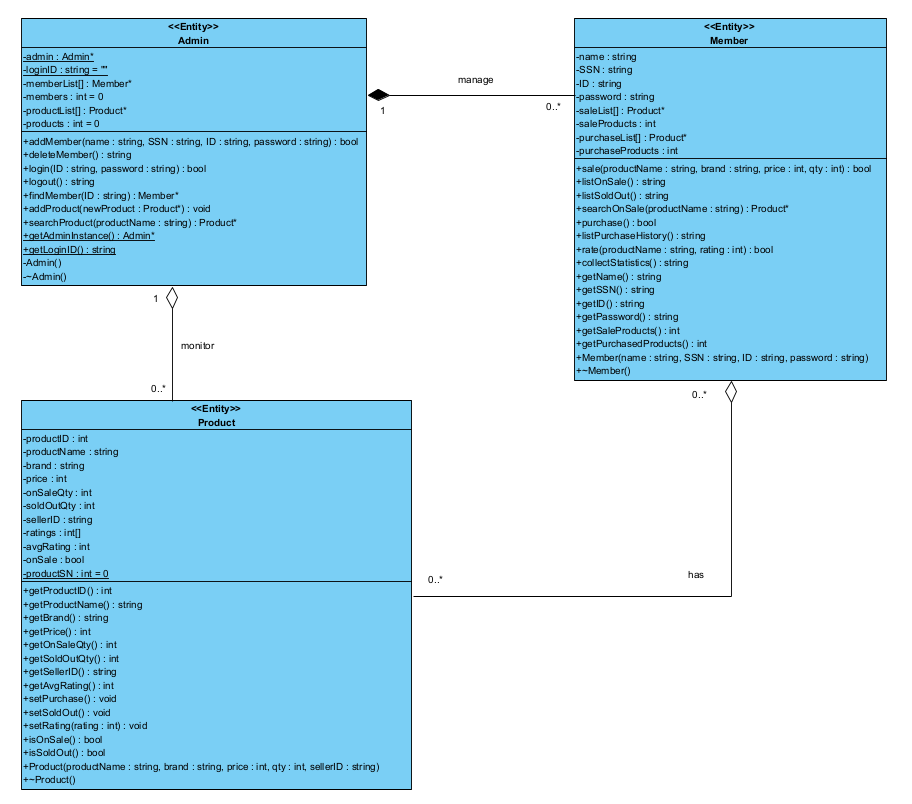 <<Entity>>
Admin
-admin : Admin*
-loginID : string = ""
-memberList[] : Member*
-members : int = 0
-productList[] : Product*
-products : int = 0
+addMember(name : string, SSN : string, ID : string, password : string) : bool
+deleteMember() : string
+login(ID : string, password : string) : bool
+logout() : string
+findMember(ID : string) : Member*
+addProduct(newProduct : Product*) : void
+searchProduct(productName : string) : Product*
+getAdminInstance() : Admin*
+getLoginID() : string
-Admin()
-~Admin()
manage
1
0..*
<<Entity>>
Member
-name : string
-SSN : string
-ID : string
-password : string
-saleList[] : Product*
-saleProducts : int
-purchaseList[] : Product*
-purchaseProducts : int
+sale(productName : string, brand : string, price : int, qty : int) : bool
+listOnSale() : string
+listSoldOut() : string
+searchOnSale(productName : string) : Product*
+purchase() : bool
+listPurchaseHistory() : string
+rate(productName : string, rating : int) : bool
+collectStatistics() : string
+getName() : string
+getSSN() : string
+getID() : string
+getPassword() : string
+getSaleProducts() : int
+getPurchasedProducts() : int
+Member(name : string, SSN : string, ID : string, password : string)
+~Member()
1
monitor
0..*
<<Entity>>
Product
-productID : int
-productName : string
-brand : string
-price : int
-onSaleQty : int
-soldOutQty : int
-sellerID : string
-ratings : int[]
-avgRating : int
-onSale : bool
-productSN : int = 0
+getProductID() : int
+getProductName() : string
+getBrand() : string
+getPrice() : int
+getOnSaleQty() : int
+getSoldOutQty() : int
+getSellerID() : string
+getAvgRating() : int
+setPurchase() : void
+setSoldOut() : void
+setRating(rating : int) : void
+isOnSale() : bool
+isSoldOut() : bool
+Product(productName : string, brand : string, price : int, qty : int, sellerID : string)
+~Product()
0..*
has
0..*